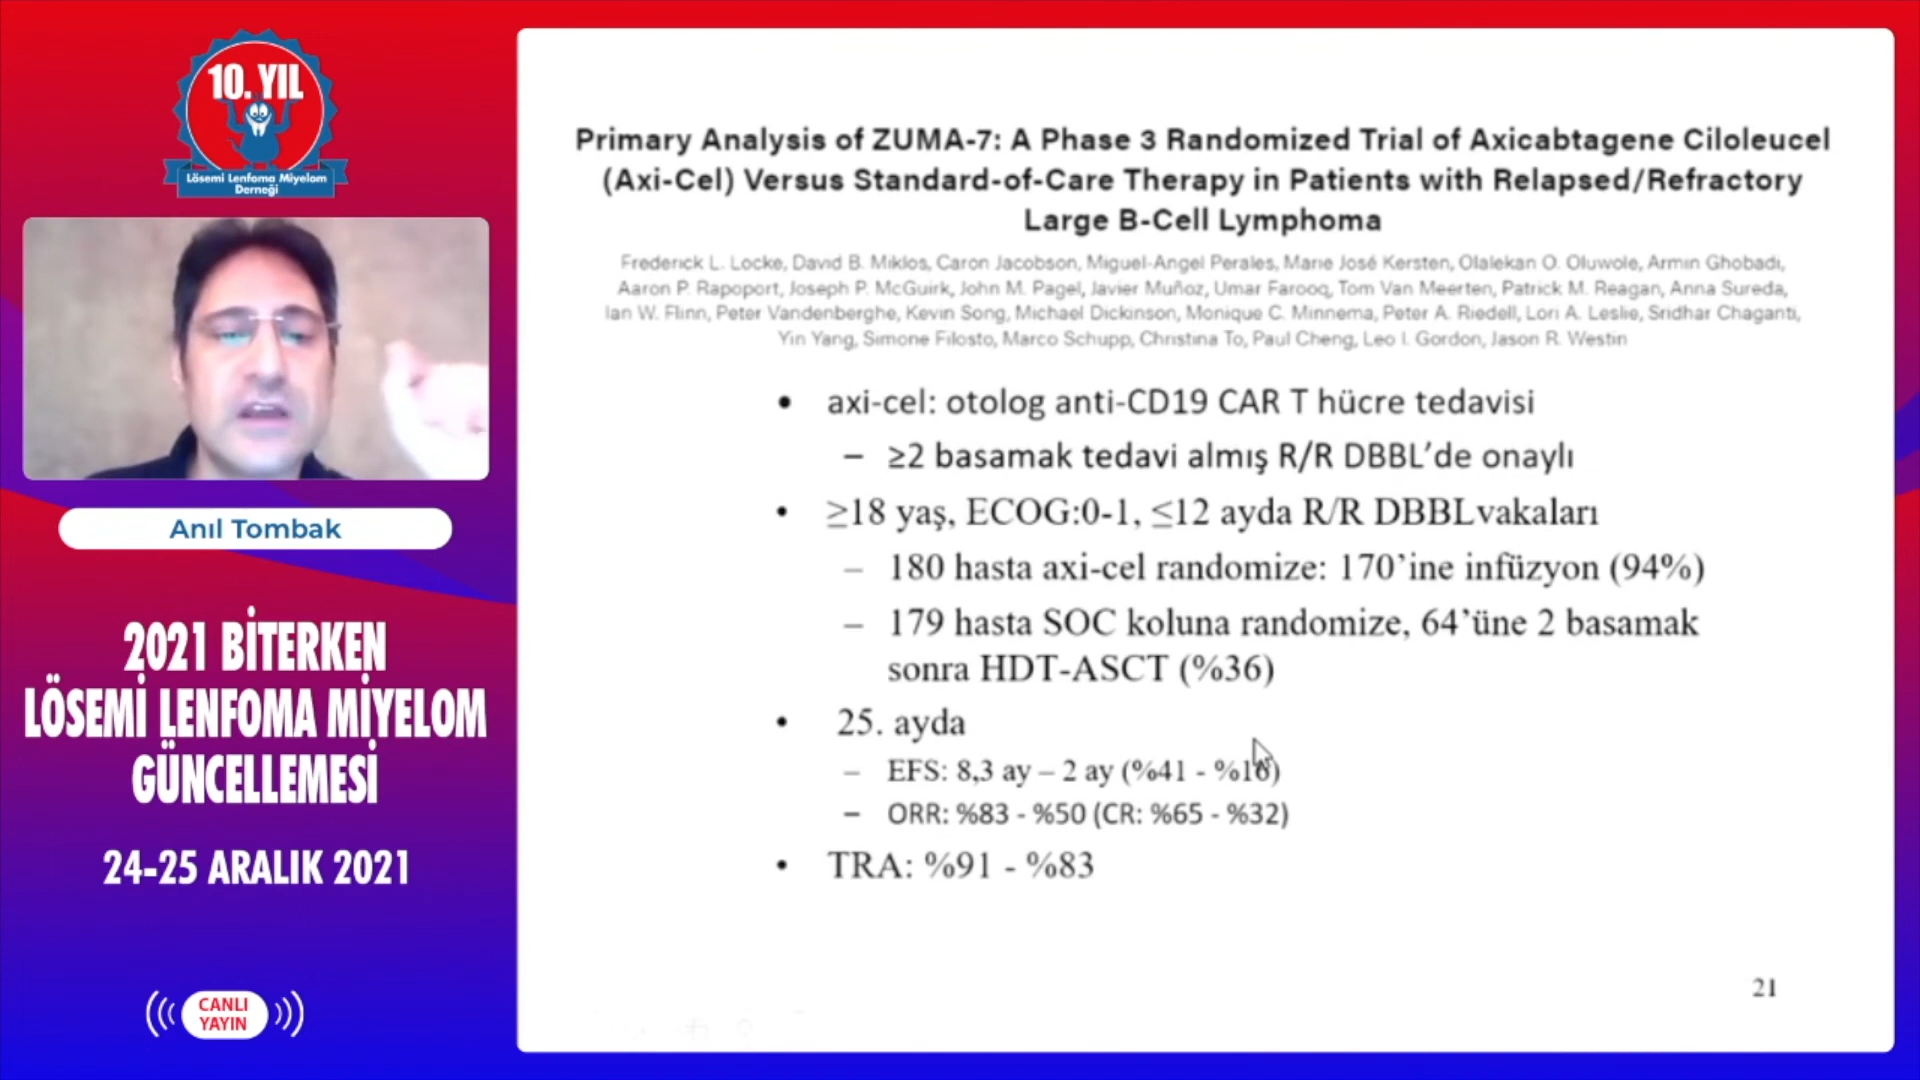 10. YIL
Lösemi Lenfoma Miyelom
Derneği
Anıl Tombak
2021 BİTERKEN
LÖSEMİ LENFOMA MİYELOM
GÜNCELLEMESİ
24-25 ARALIK 2021
CANLI
YAYIN
Primary Analysis of ZUMA-7: A Phase 3 Randomized Trial of Axicabtagene Ciloleucel
(Axi-Cel) Versus Standard-of-Care Therapy in Patients with Relapsed/Refractory
Large B-Cell Lymphoma
Frederick L. Locke, David B. Miklos, Caron Jacobson, Miguel-Angel Perales, Marie José Kersten, Olalekan O. Oluwole, Armin Ghobadi,
Aaron P. Rapoport, Joseph P. McGuirk, John M. Pagel, Javier Muñoz, Umar Farooq, Tom Van Meerten, Patrick M. Reagan, Anna Sureda,
Ian W. Flinn, Peter Vandenberghe, Kevin Song, Michael Dickinson, Monique C. Minnema, Peter A. Riedell, Lori A. Leslie, Sridhar Chaganti,
Yin Yang, Simone Filosto, Marco Schupp, Christina To, Paul Cheng, Leo I. Gordon, Jason R. Westin
• axi-cel: otolog anti-CD19 CAR T hücre tedavisi
– ≥2 basamak tedavi almış R/R DBBL’de onaylı
• ≥18 yaş, ECOG:0-1, ≤12 ayda R/R DBBL vakaları
– 180 hasta axi-cel randomize: 170’ine infüzyon (94%)
– 179 hasta SOC koluna randomize, 64’üne 2 basamak
sonra HDT-ASCT (%36)
• 25. ayda
– EFS: 8,3 ay – 2 ay (%41 - %16)
– ORR: %83 - %50 (CR: %65 - %32)
• TRA: %91 - %83
21